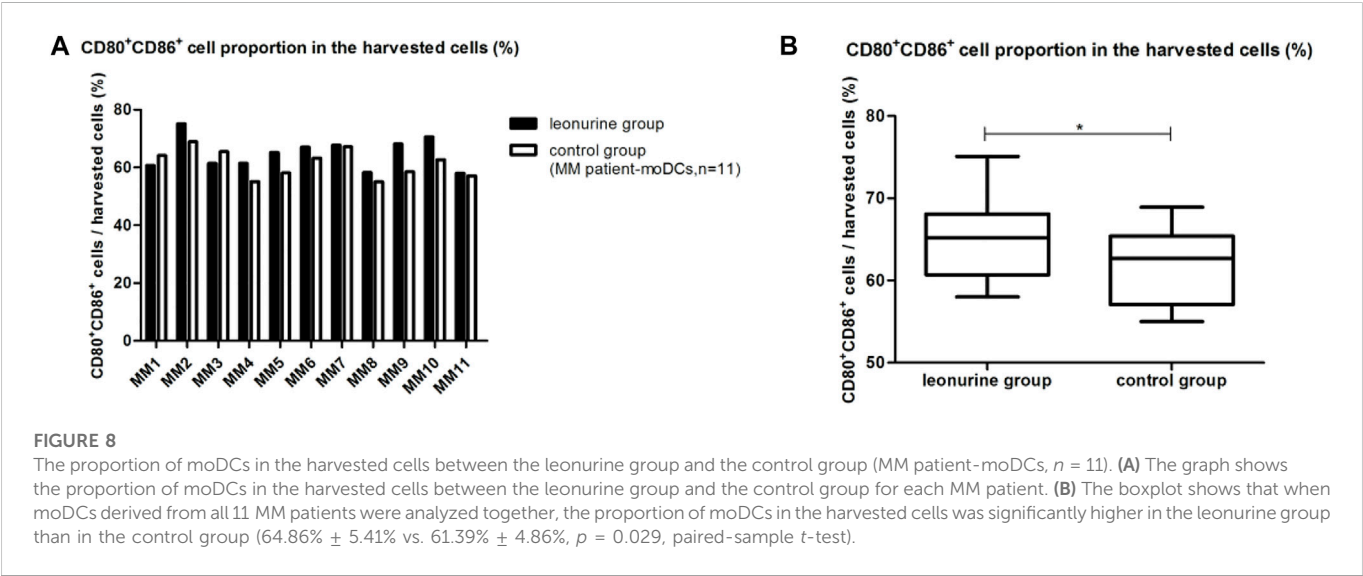 A CD80⁺CD86⁺ cell proportion in the harvested cells (%)
CD80⁺CD86⁺ cells / harvested cells (%)
80
60
40
20
0
MM1 MM2 MM3 MM4 MM5 MM6 MM7 MM8 MM9 MM10 MM11
leonurine group
control group
(MM patient-moDCs,n=11)
B CD80⁺CD86⁺ cell proportion in the harvested cells (%)
CD80⁺CD86⁺ cells / harvested cells (%)
80
70
60
50
*
leonurine group control group
FIGURE 8
The proportion of moDCs in the harvested cells between the leonurine group and the control group (MM patient-moDCs, n = 11). (A) The graph shows
the proportion of moDCs in the harvested cells between the leonurine group and the control group for each MM patient. (B) The boxplot shows that when
moDCs derived from all 11 MM patients were analyzed together, the proportion of moDCs in the harvested cells was significantly higher in the leonurine group
than in the control group (64.86% ± 5.41% vs. 61.39% ± 4.86%, p = 0.029, paired-sample t-test).